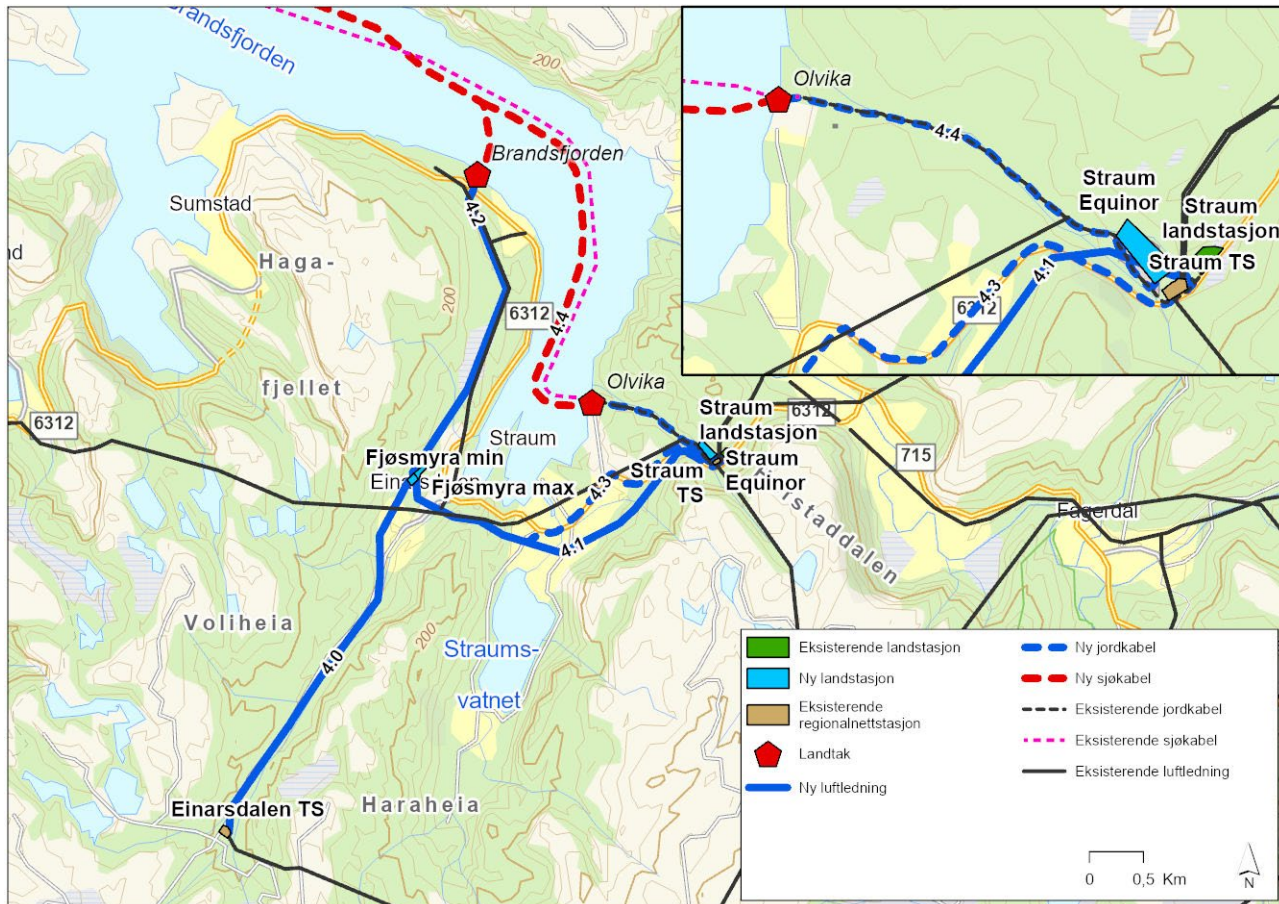 Brandsfjorden
200
Brandsfjorden
Sumstad
4.2
Haga-
200
6312
fjellet
4.4
Olvika
6312
Straum
Straum
landstasjon
6312
715
Fjøsmyra min
Fjøsmyra max
4.3
Straum
TS
Straum
Equinor
Fagerdal
4.1
Voliheia
4.0
200
Straums-
vatnet
Einarsdalen TS
Haraheia
Olvika
4.4
Straum
Equinor
Straum
landstasjon
Straum TS
4.1
4.3
6312
Eksisterende landstasjon
Ny landstasjon
Eksisterende
regionalnettstasjon
Landtak
Ny luftledning
Ny jordkabel
Ny sjøkabel
Eksisterende jordkabel
Eksisterende sjøkabel
Eksisterende luftledning
0 0,5 Km
N